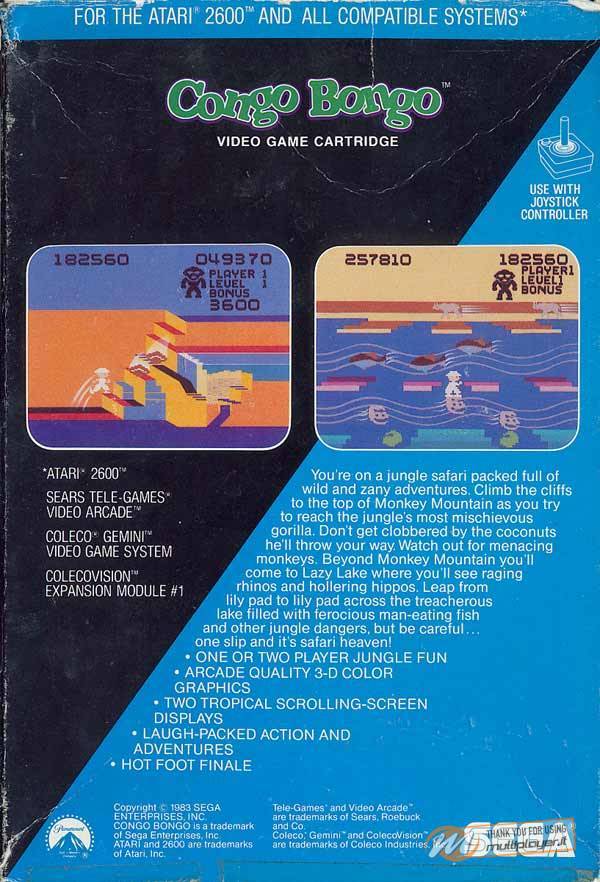 FOR THE ATARI® 2600™ AND ALL COMPATIBLE SYSTEMS*
Congo Bongo™
VIDEO GAME CARTRIDGE
USE WITH
JOYSTICK
CONTROLLER
182560 049370
PLAYER 1
LEVEL 1
BONUS
3600
257810 182560
PLAYER1
LEVEL1
BONUS
*ATARI® 2600™
SEARS TELE-GAMES®
VIDEO ARCADE™
COLECO® GEMINI™
VIDEO GAME SYSTEM
COLECOVISION™
EXPANSION MODULE #1
You're on a jungle safari packed full of
wild and zany adventures. Climb the cliffs
to the top of Monkey Mountain as you try
to reach the jungle's most mischievous
gorilla. Don't get clobbered by the coconuts
he'll throw your way. Watch out for menacing
monkeys. Beyond Monkey Mountain you'll
come to Lazy Lake where you'll see raging
rhinos and hollering hippos. Leap from
lily pad to lily pad across the treacherous
lake filled with ferocious man-eating fish
and other jungle dangers, but be careful...
one slip and it's safari heaven!
• ONE OR TWO PLAYER JUNGLE FUN
• ARCADE QUALITY 3-D COLOR
GRAPHICS
• TWO TROPICAL SCROLLING-SCREEN
DISPLAYS
• LAUGH-PACKED ACTION AND
ADVENTURES
• HOT FOOT FINALE
Paramount
Copyright © 1983 SEGA
ENTERPRISES, INC.
CONGO BONGO is a trademark
of Sega Enterprises, Inc.
ATARI and 2600 are trademarks
of Atari, Inc.
Tele-Games® and Video Arcade™
are trademarks of Sears, Roebuck
and Co.
Coleco,® Gemini™ and ColecoVision™
are trademarks of Coleco Industries, Inc.
SEGA
THANK YOU FOR USING
multiplayer.it